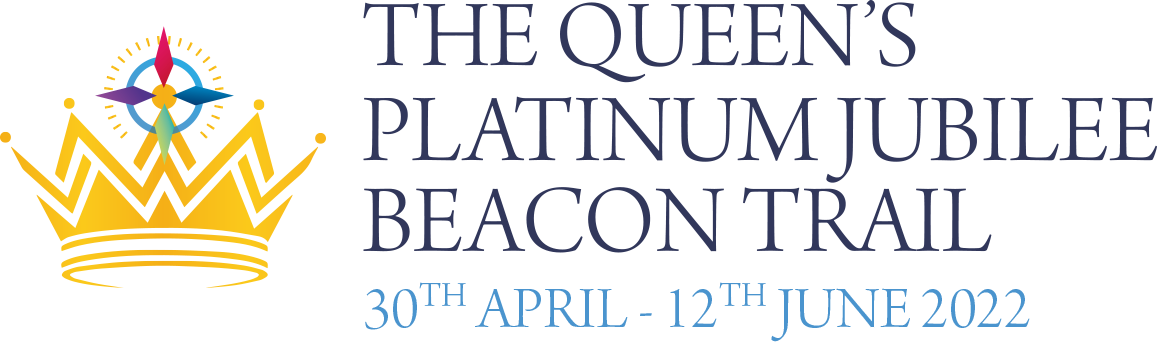 THE QUEEN’S
PLATINUM JUBILEE
BEACON TRAIL
30TH APRIL - 12TH JUNE 2022